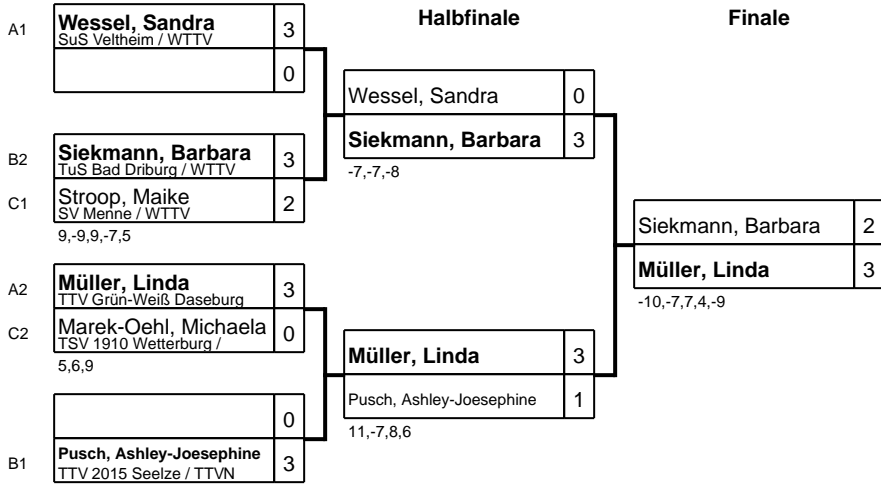 Halbfinale
Finale
A1
Wessel, Sandra
3
SuS Veltheim / WTTV
0
B2
Siekmann, Barbara
3
TuS Bad Driburg / WTTV
C1
Stroop, Maike
2
SV Menne / WTTV
9,-9,9,-7,5
A2
Müller, Linda
3
TTV Grün-Weiß Daseburg
C2
Marek-Oehl, Michaela
0
TSV 1910 Wetterburg /
5,6,9
0
B1
Pusch, Ashley-Joesephine
3
TTV 2015 Seelze / TTVN
Wessel, Sandra
0
Siekmann, Barbara
3
-7,-7,-8
Müller, Linda
3
Pusch, Ashley-Joesephine
1
11,-7,8,6
Siekmann, Barbara
2
Müller, Linda
3
-10,-7,7,4,-9